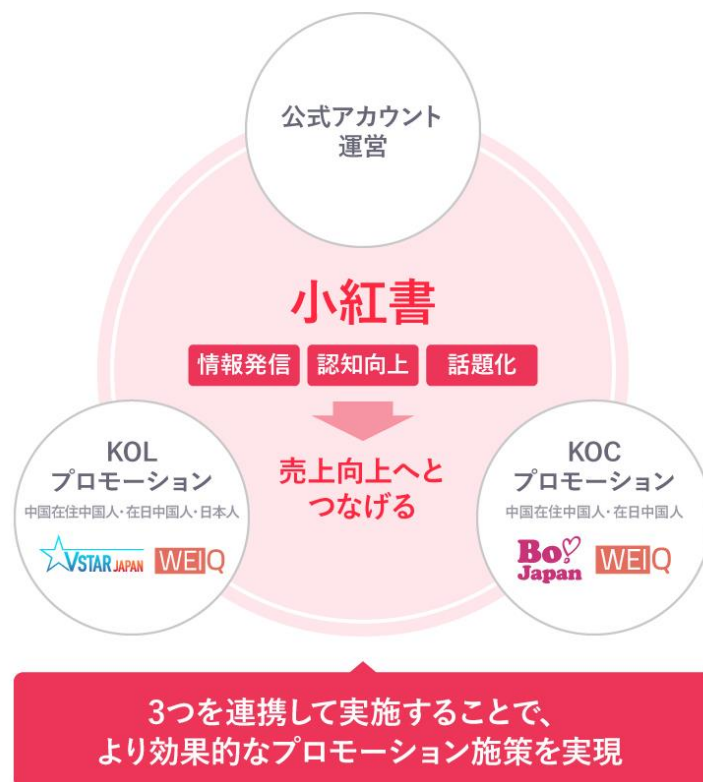 公式アカウント
運営
小紅書
情報発信 認知向上 話題化
売上向上へと
つなげる
KOL
プロモーション
中国在住中国人・在日中国人・日本人
VSTAR JAPAN WEIQ
KOC
プロモーション
中国在住中国人・在日中国人
Bo Japan WEIQ
3つを連携して実施することで、
より効果的なプロモーション施策を実現